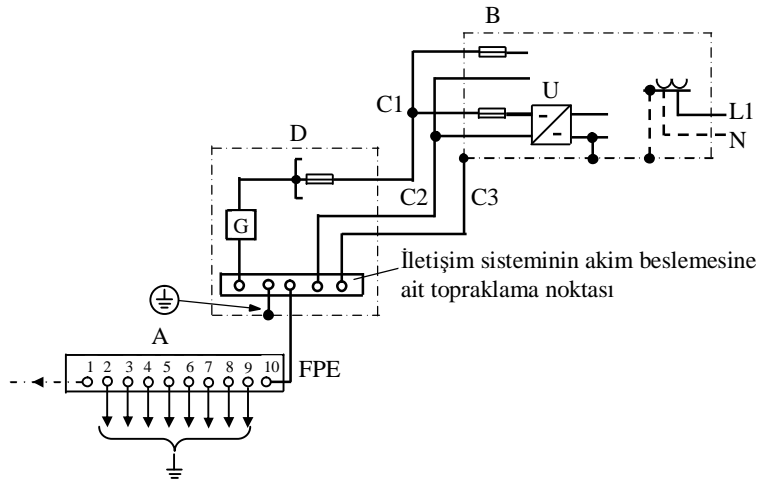 B
C1
U
L1
N
D
C2
C3
G
İletişim sisteminin akim beslemesine
ait topraklama noktası
A
1 2 3 4 5 6 7 8 9 10
FPE